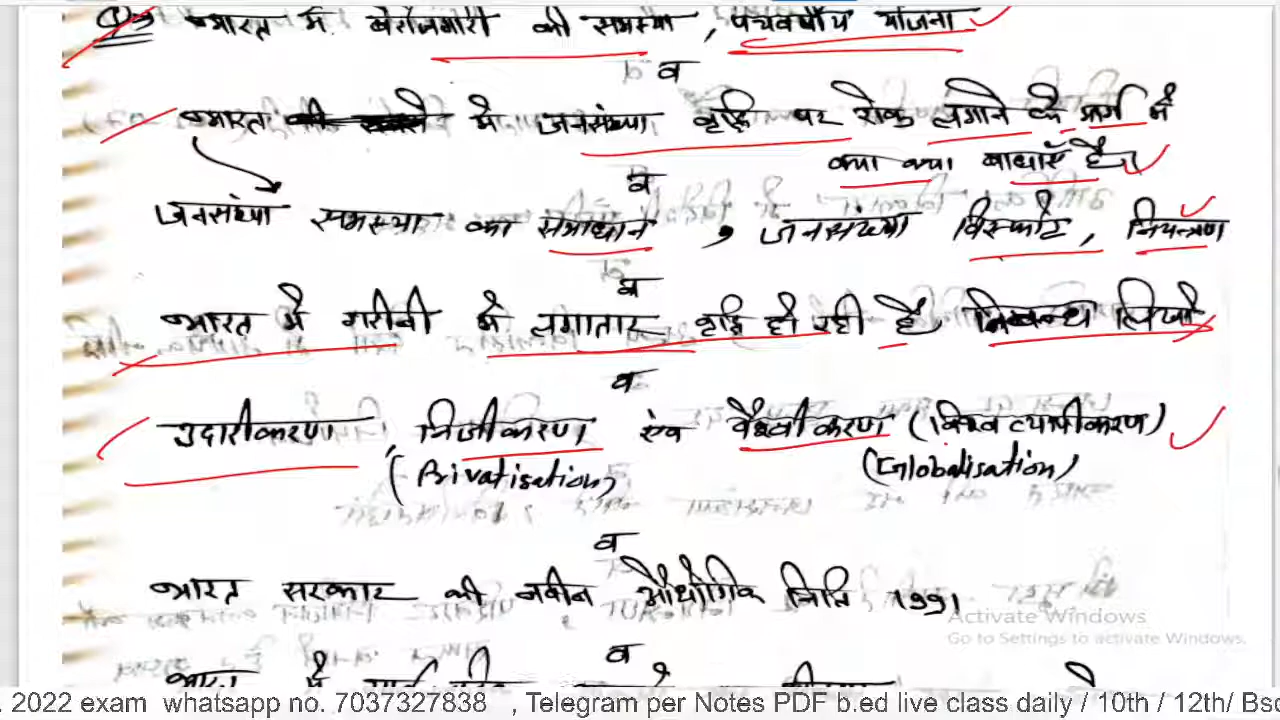 भारत में बेरोजगारी की समस्या, पंचवर्षीय योजना
व
भारत में जनसंख्या वृद्धि पर रोक लगाने के मार्ग में
क्या क्या बाधाएँ है।
व
जनसंख्या समस्या का समाधान, जनसंख्या विस्फोट, नियन्त्रण
व
भारत में गरीबी में लगातार वृद्धि हो रही है, निबन्ध लिखो
व
उदारीकरण, निजीकरण एंव वैश्वीकरण (विश्वव्यापीकरण)
(Privatisation) (Globalisation)
व
भारत सरकार की नवीन औधोगिक निति 1991
व
Activate Windows
Go to Settings to activate Windows.
. 2022 exam whatsapp no. 7037327838 , Telegram per Notes PDF b.ed live class daily / 10th / 12th/ Bsc